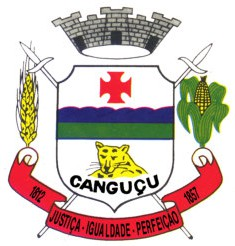 CANGUÇU
1812
JUSTIÇA - IGUALDADE - PERFEIÇÃO
1857